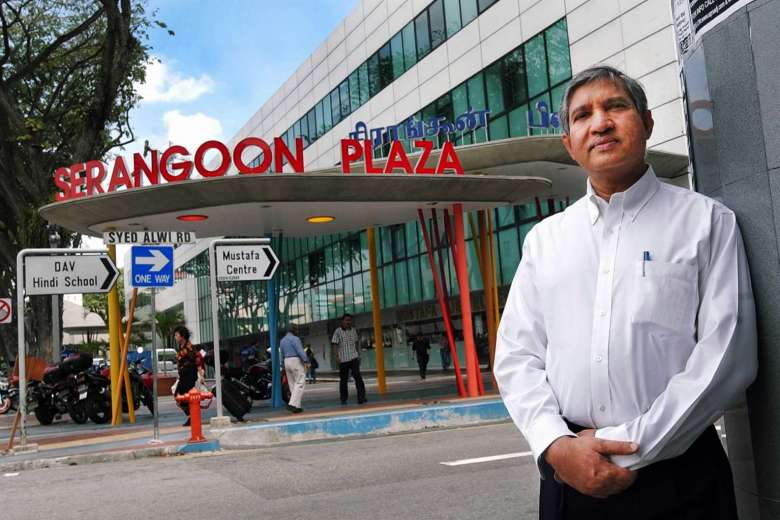 SERANGOON PLAZA
சிராங்கூன்
SYED ALWI RD
DAV
Hindi School
ONE WAY
Mustafa
Centre